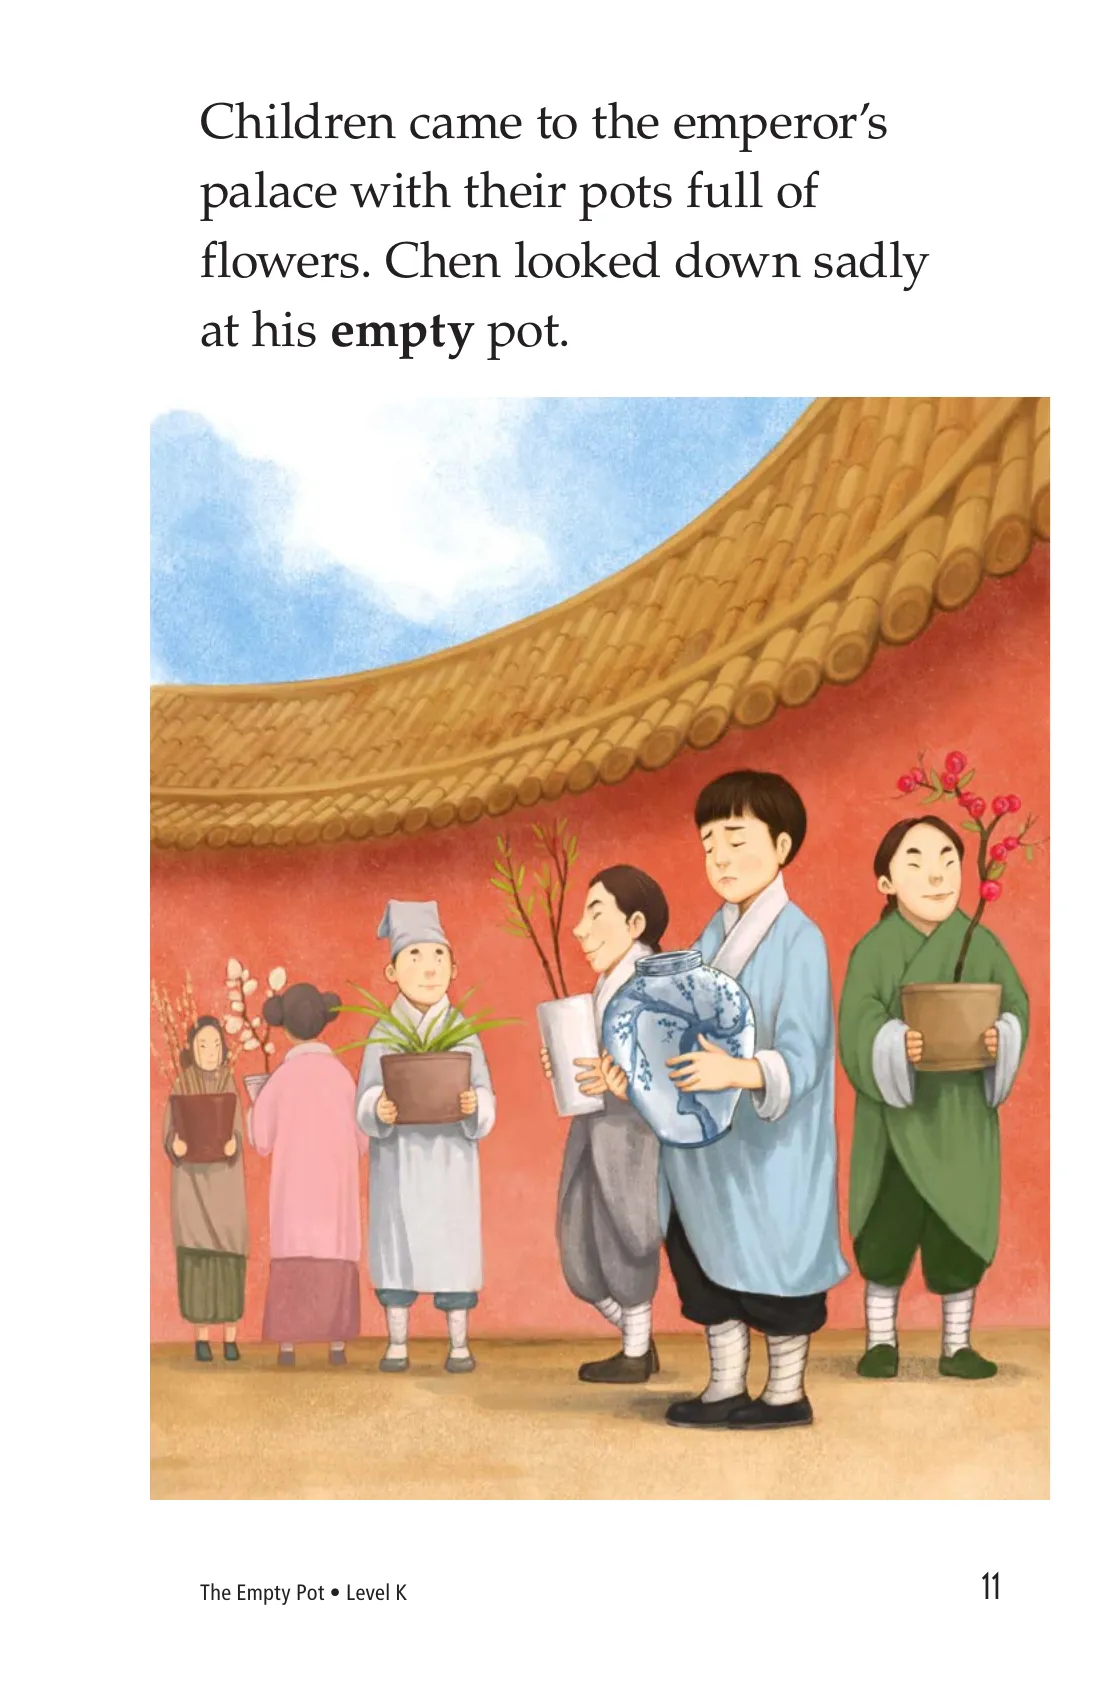 Children came to the emperor’s
palace with their pots full of
flowers. Chen looked down sadly
at his empty pot.
The Empty Pot • Level K
11